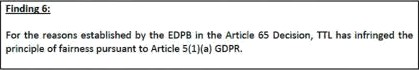 Finding 6:
For the reasons established by the EDPB in the Article 65 Decision, TTL has infringed the
principle of fairness pursuant to Article 5(1)(a) GDPR.